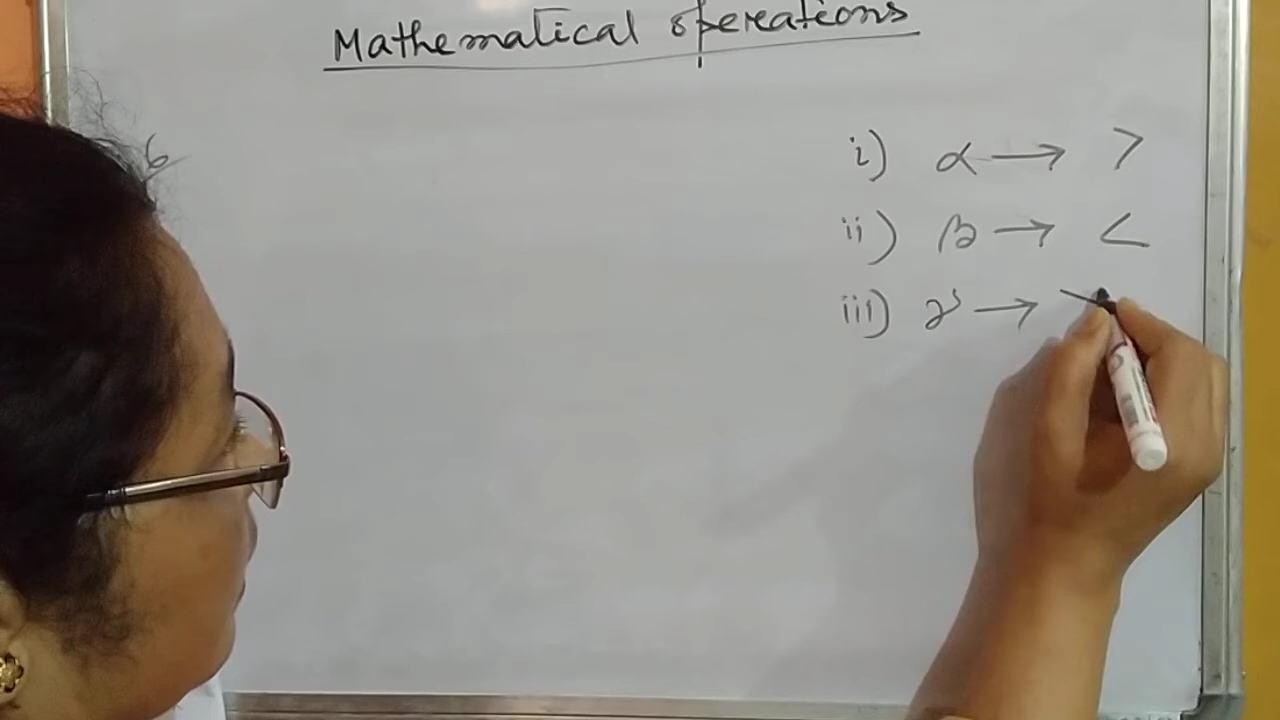 Mathematical operations
6
i) α → >
ii) β → <
iii) γ →